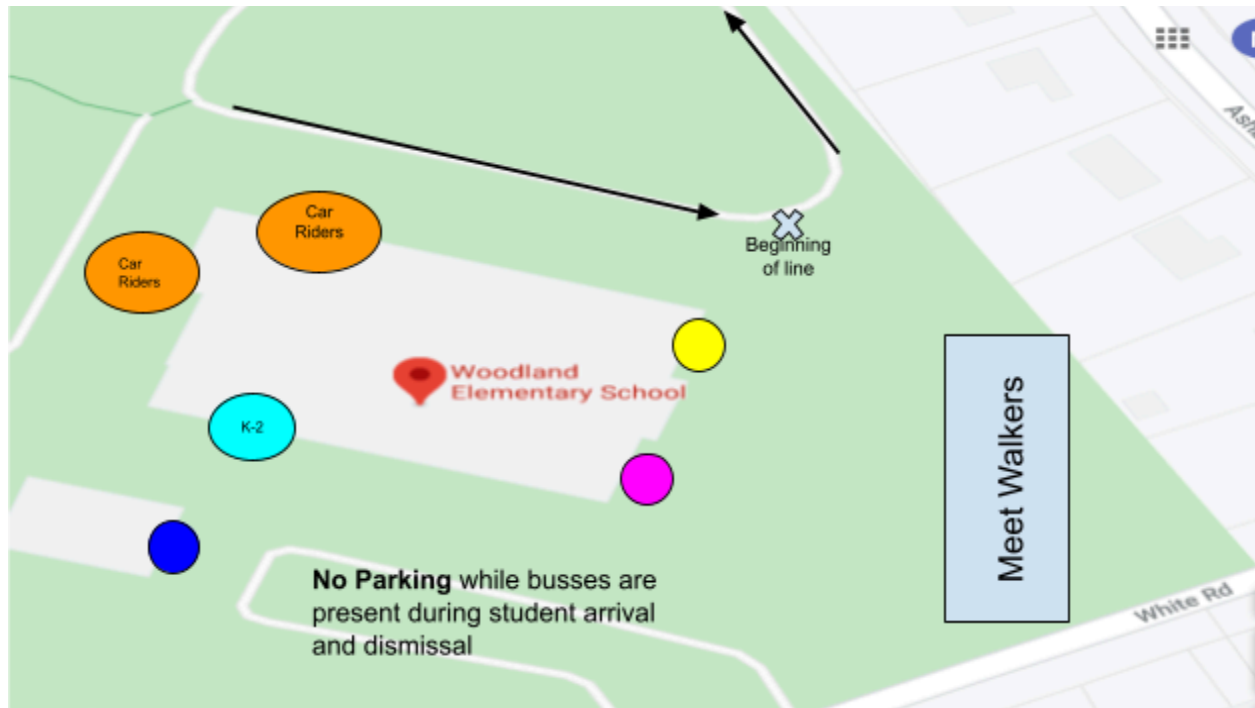 Car
Riders
Car
Riders
Beginning
of line
Woodland
Elementary School
K-2
Meet Walkers
No Parking while busses are
present during student arrival
and dismissal
White Rd